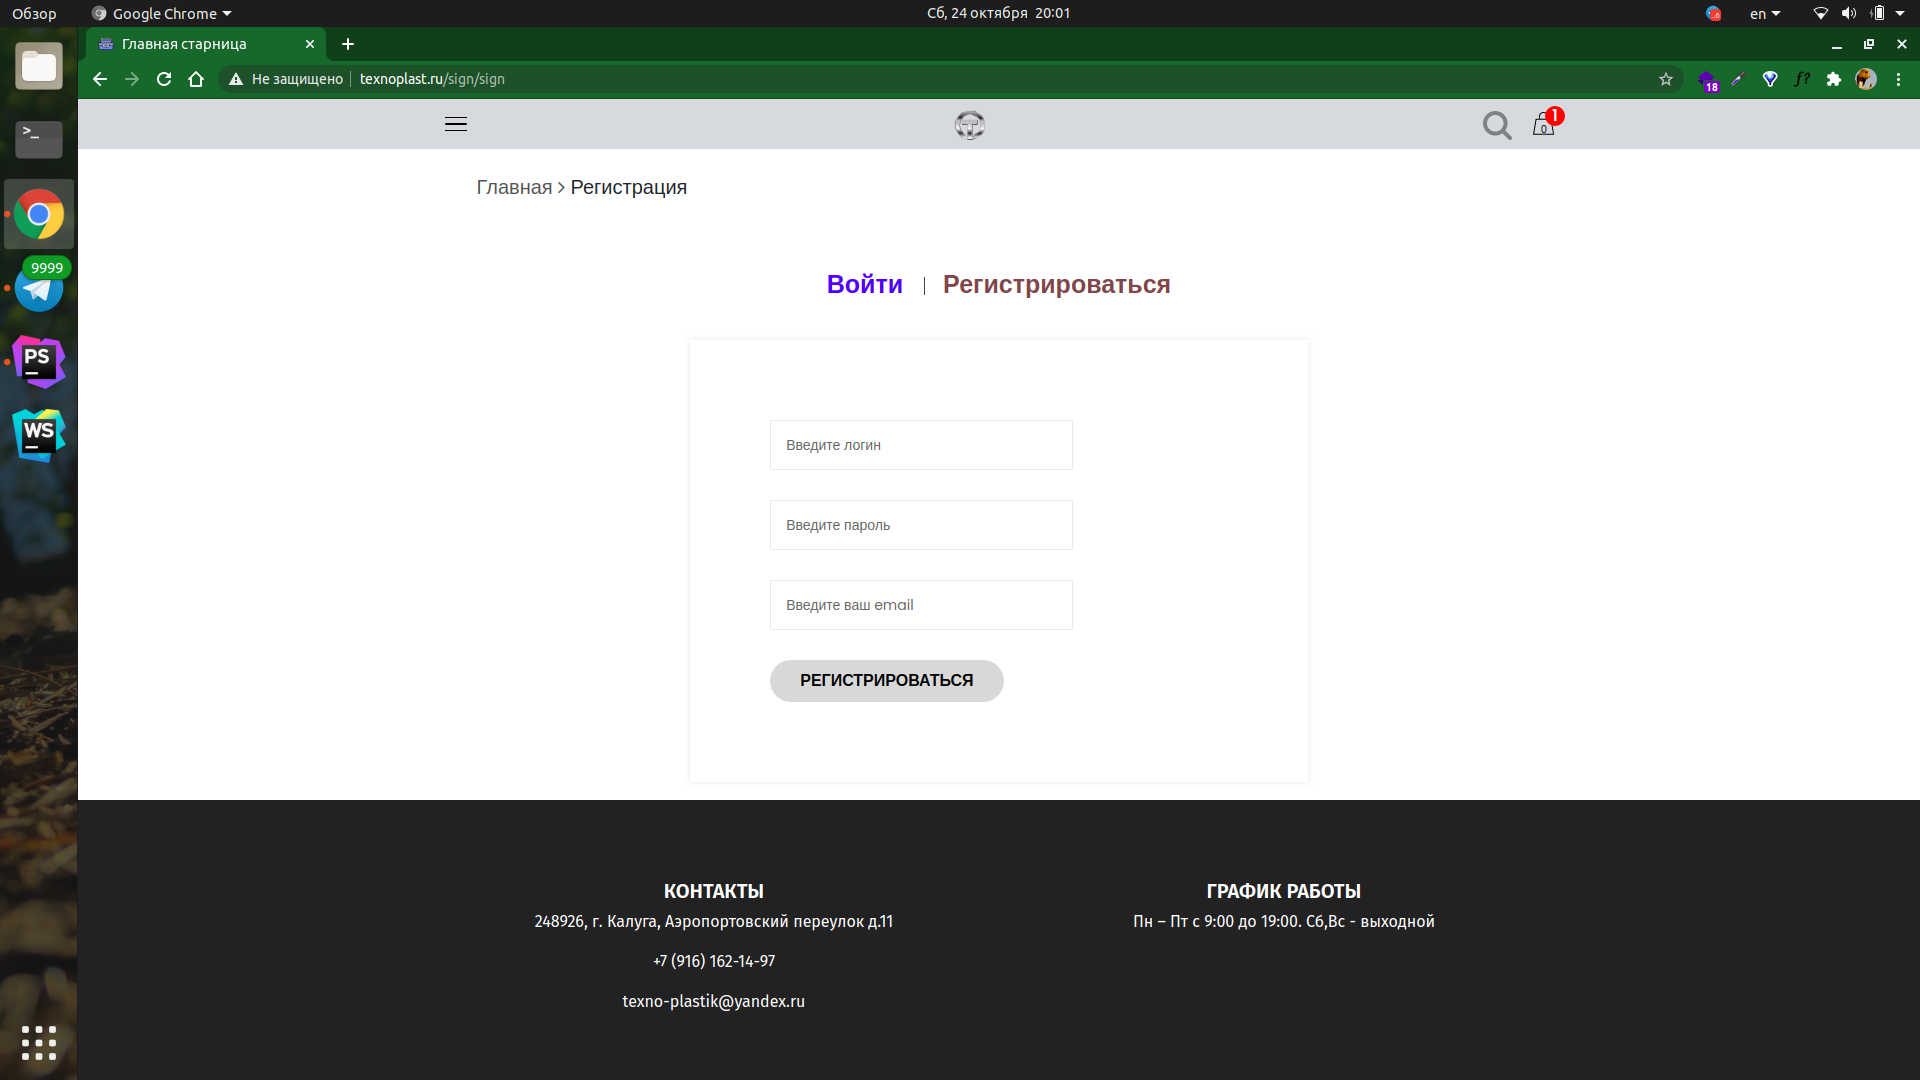 Обзор
Google Chrome
Сб, 24 октября 20:01
en
Главная старница
Не защищено
texnoplast.ru/sign/sign
18
f?
1
0
>_
9999
PS
WS
Главная > Регистрация
Войти | Регистрироваться
Введите логин
Введите пароль
Введите ваш email
РЕГИСТРИРОВАТЬСЯ
КОНТАКТЫ
248926, г. Калуга, Аэропортовский переулок д.11
+7 (916) 162-14-97
texno-plastik@yandex.ru
ГРАФИК РАБОТЫ
Пн – Пт с 9:00 до 19:00. Сб,Вс - выходной